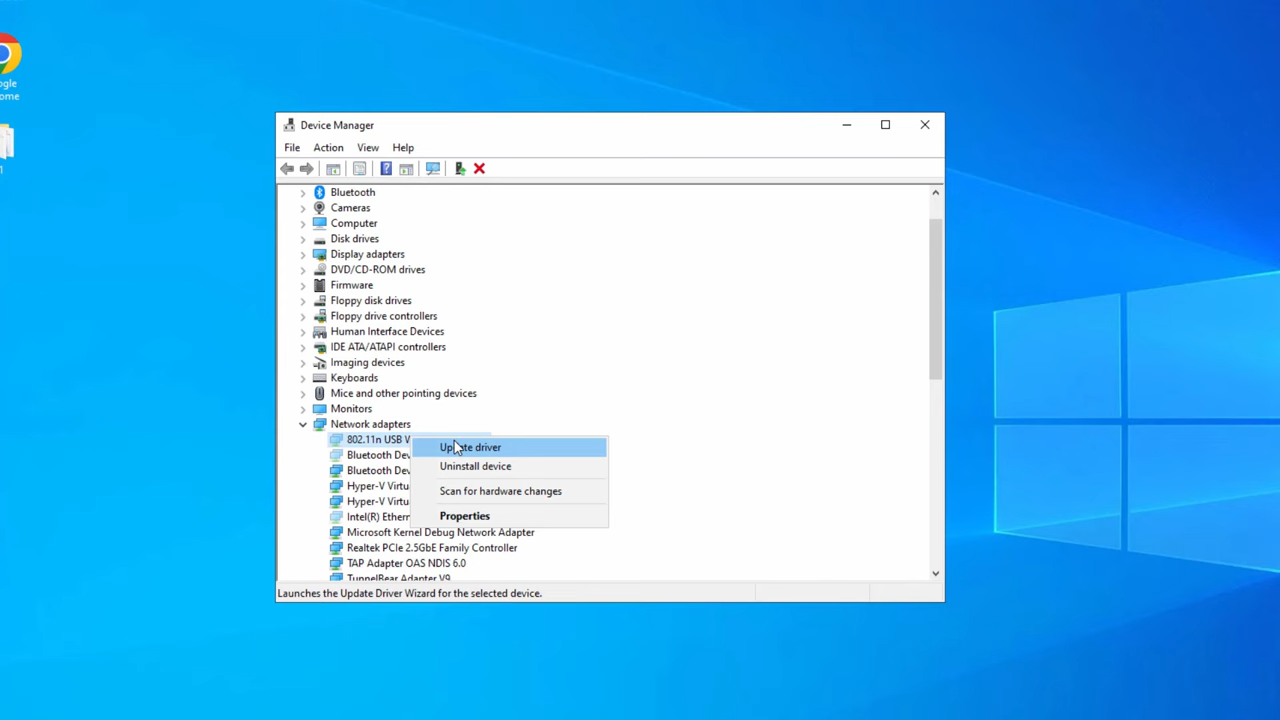 ogle
ome
1
Device Manager
File Action View Help
Bluetooth
Cameras
Computer
Disk drives
Display adapters
DVD/CD-ROM drives
Firmware
Floppy disk drives
Floppy drive controllers
Human Interface Devices
IDE ATA/ATAPI controllers
Imaging devices
Keyboards
Mice and other pointing devices
Monitors
Network adapters
802.11n USB V
Bluetooth Dev
Bluetooth Dev
Hyper-V Virtu
Hyper-V Virtu
Intel(R) Ethern
Update driver
Uninstall device
Scan for hardware changes
Properties
Microsoft Kernel Debug Network Adapter
Realtek PCIe 2.5GbE Family Controller
TAP Adapter OAS NDIS 6.0
TunnelBear Adapter V9
Launches the Update Driver Wizard for the selected device.